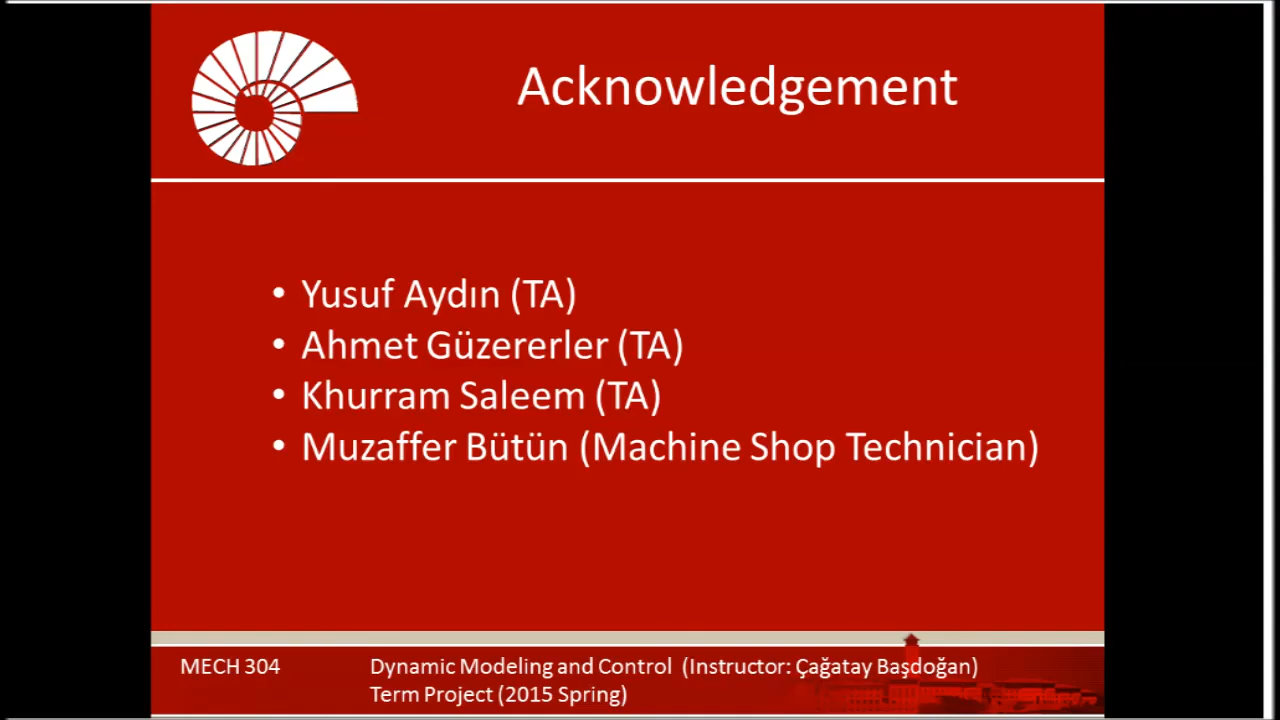 Acknowledgement
• Yusuf Aydın (TA)
• Ahmet Güzererler (TA)
• Khurram Saleem (TA)
• Muzaffer Bütün (Machine Shop Technician)
MECH 304
Dynamic Modeling and Control (Instructor: Çağatay Başdoğan)
Term Project (2015 Spring)